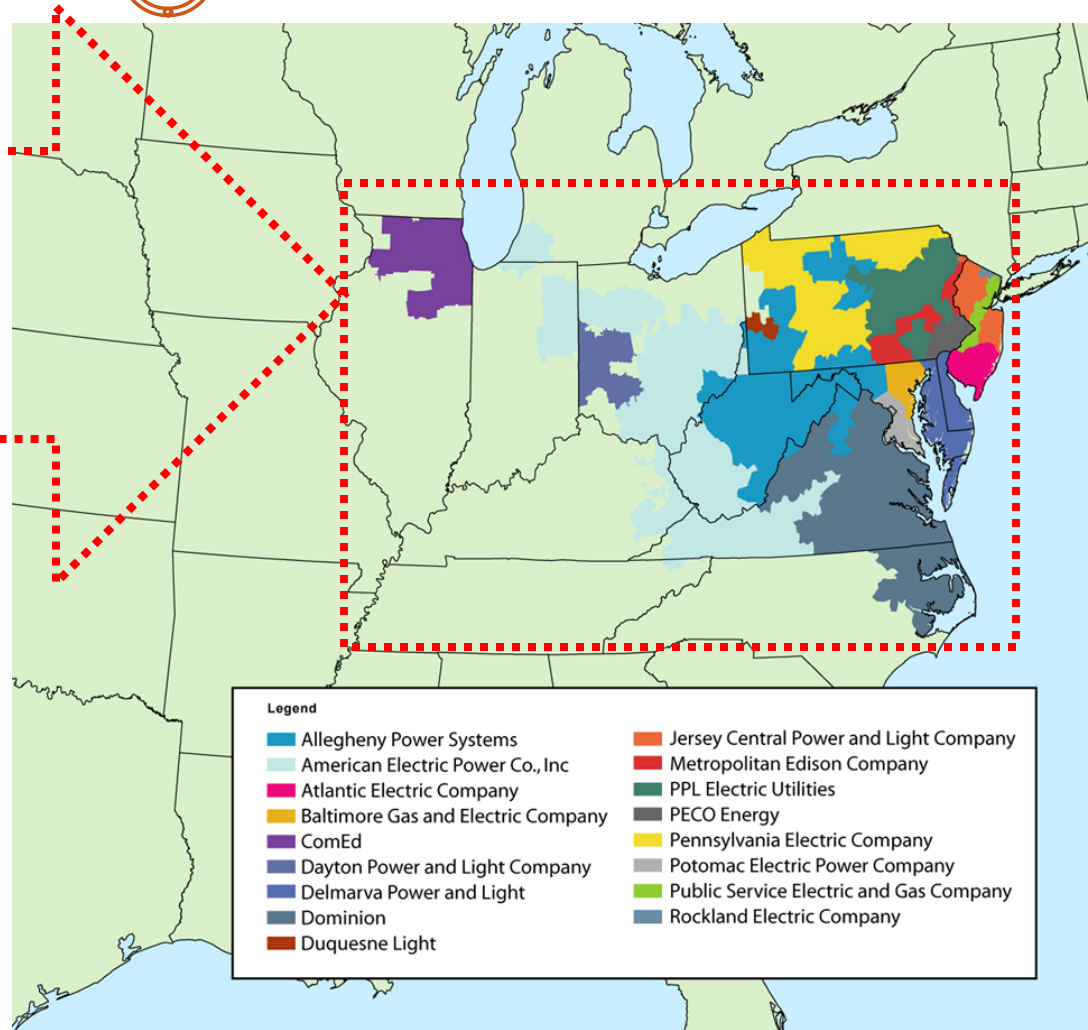 Legend
Allegheny Power Systems
American Electric Power Co., Inc
Atlantic Electric Company
Baltimore Gas and Electric Company
ComEd
Dayton Power and Light Company
Delmarva Power and Light
Dominion
Duquesne Light
Jersey Central Power and Light Company
Metropolitan Edison Company
PPL Electric Utilities
PECO Energy
Pennsylvania Electric Company
Potomac Electric Power Company
Public Service Electric and Gas Company
Rockland Electric Company